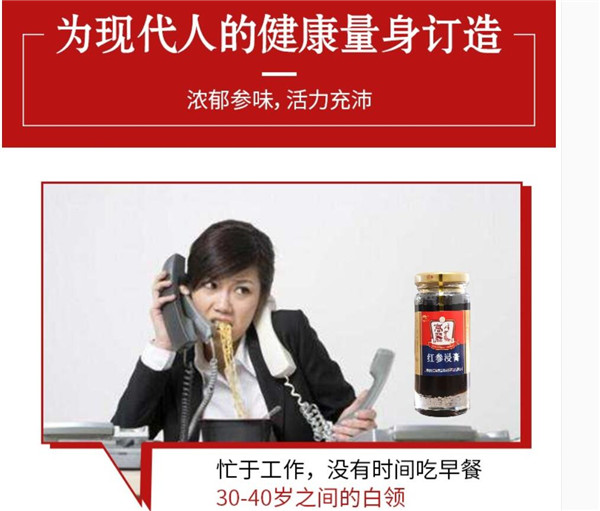 为现代人的健康量身订造
浓郁参味，活力充沛
红参浸膏
忙于工作，没有时间吃早餐
30-40岁之间的白领